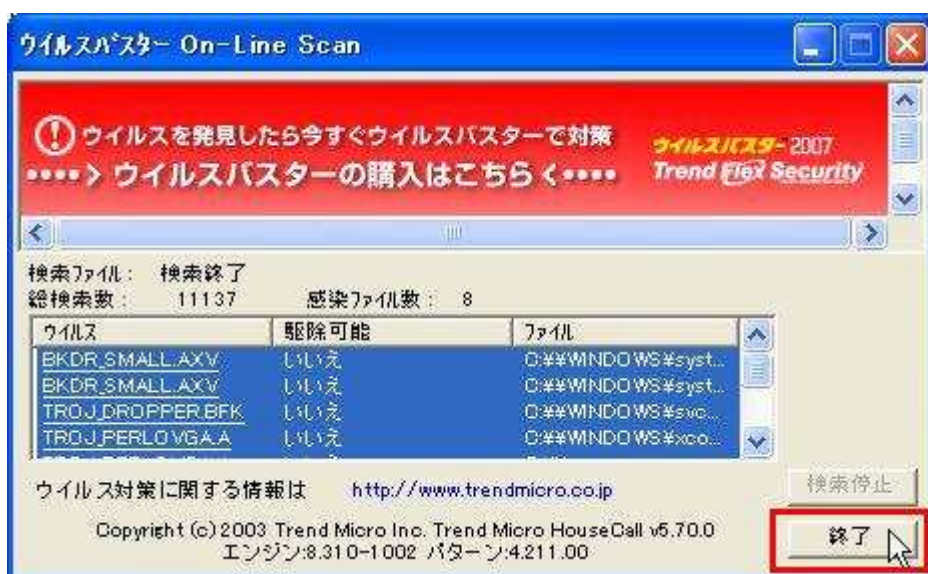 ウイルスバスター On-Line Scan
ウイルスを発見したら今すぐウイルスバスターで対策
••••> ウイルスバスターの購入はこちら <••••
ウイルスバスター2007
Trend Flex Security
検索ファイル： 検索終了
総検索数： 11137 感染ファイル数： 8
ウイルス 駆除可能 ファイル
BKDR_SMALL.AXV いいえ C:¥¥WINDOWS¥syst...
BKDR_SMALL.AXV いいえ C:¥¥WINDOWS¥syst...
TROJ_DROPPER.BFK いいえ C:¥¥WINDOWS¥svc...
TROJ_PERLOVGA.A いいえ C:¥¥WINDOWS¥xco...
ウイルス対策に関する情報は http://www.trendmicro.co.jp
検索停止
Copyright (c) 2003 Trend Micro Inc. Trend Micro HouseCall v5.70.0
エンジン:8.310-1002 パターン:4.211.00
終了